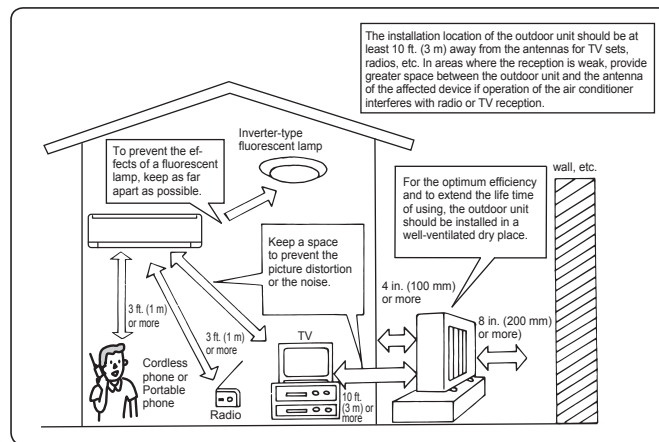 The installation location of the outdoor unit should be at
least 10 ft. (3 m) away from the antennas for TV sets,
radios, etc. In areas where the reception is weak, provide
greater space between the outdoor unit and the antenna
of the affected device if operation of the air conditioner
interferes with radio or TV reception.
To prevent the ef-
fects of a fluorescent
lamp, keep as far
apart as possible.
Inverter-type
fluorescent lamp
wall, etc.
For the optimum efficiency
and to extend the life time
of using, the outdoor unit
should be installed in a
well-ventilated dry place.
Keep a space
to prevent the
picture distortion
or the noise.
4 in. (100 mm)
or more
8 in. (200 mm)
or more)
3 ft. (1 m)
or more
3 ft. (1 m)
or more
TV
Cordless
phone or
Portable
phone
Radio
10 ft.
(3 m) or
more